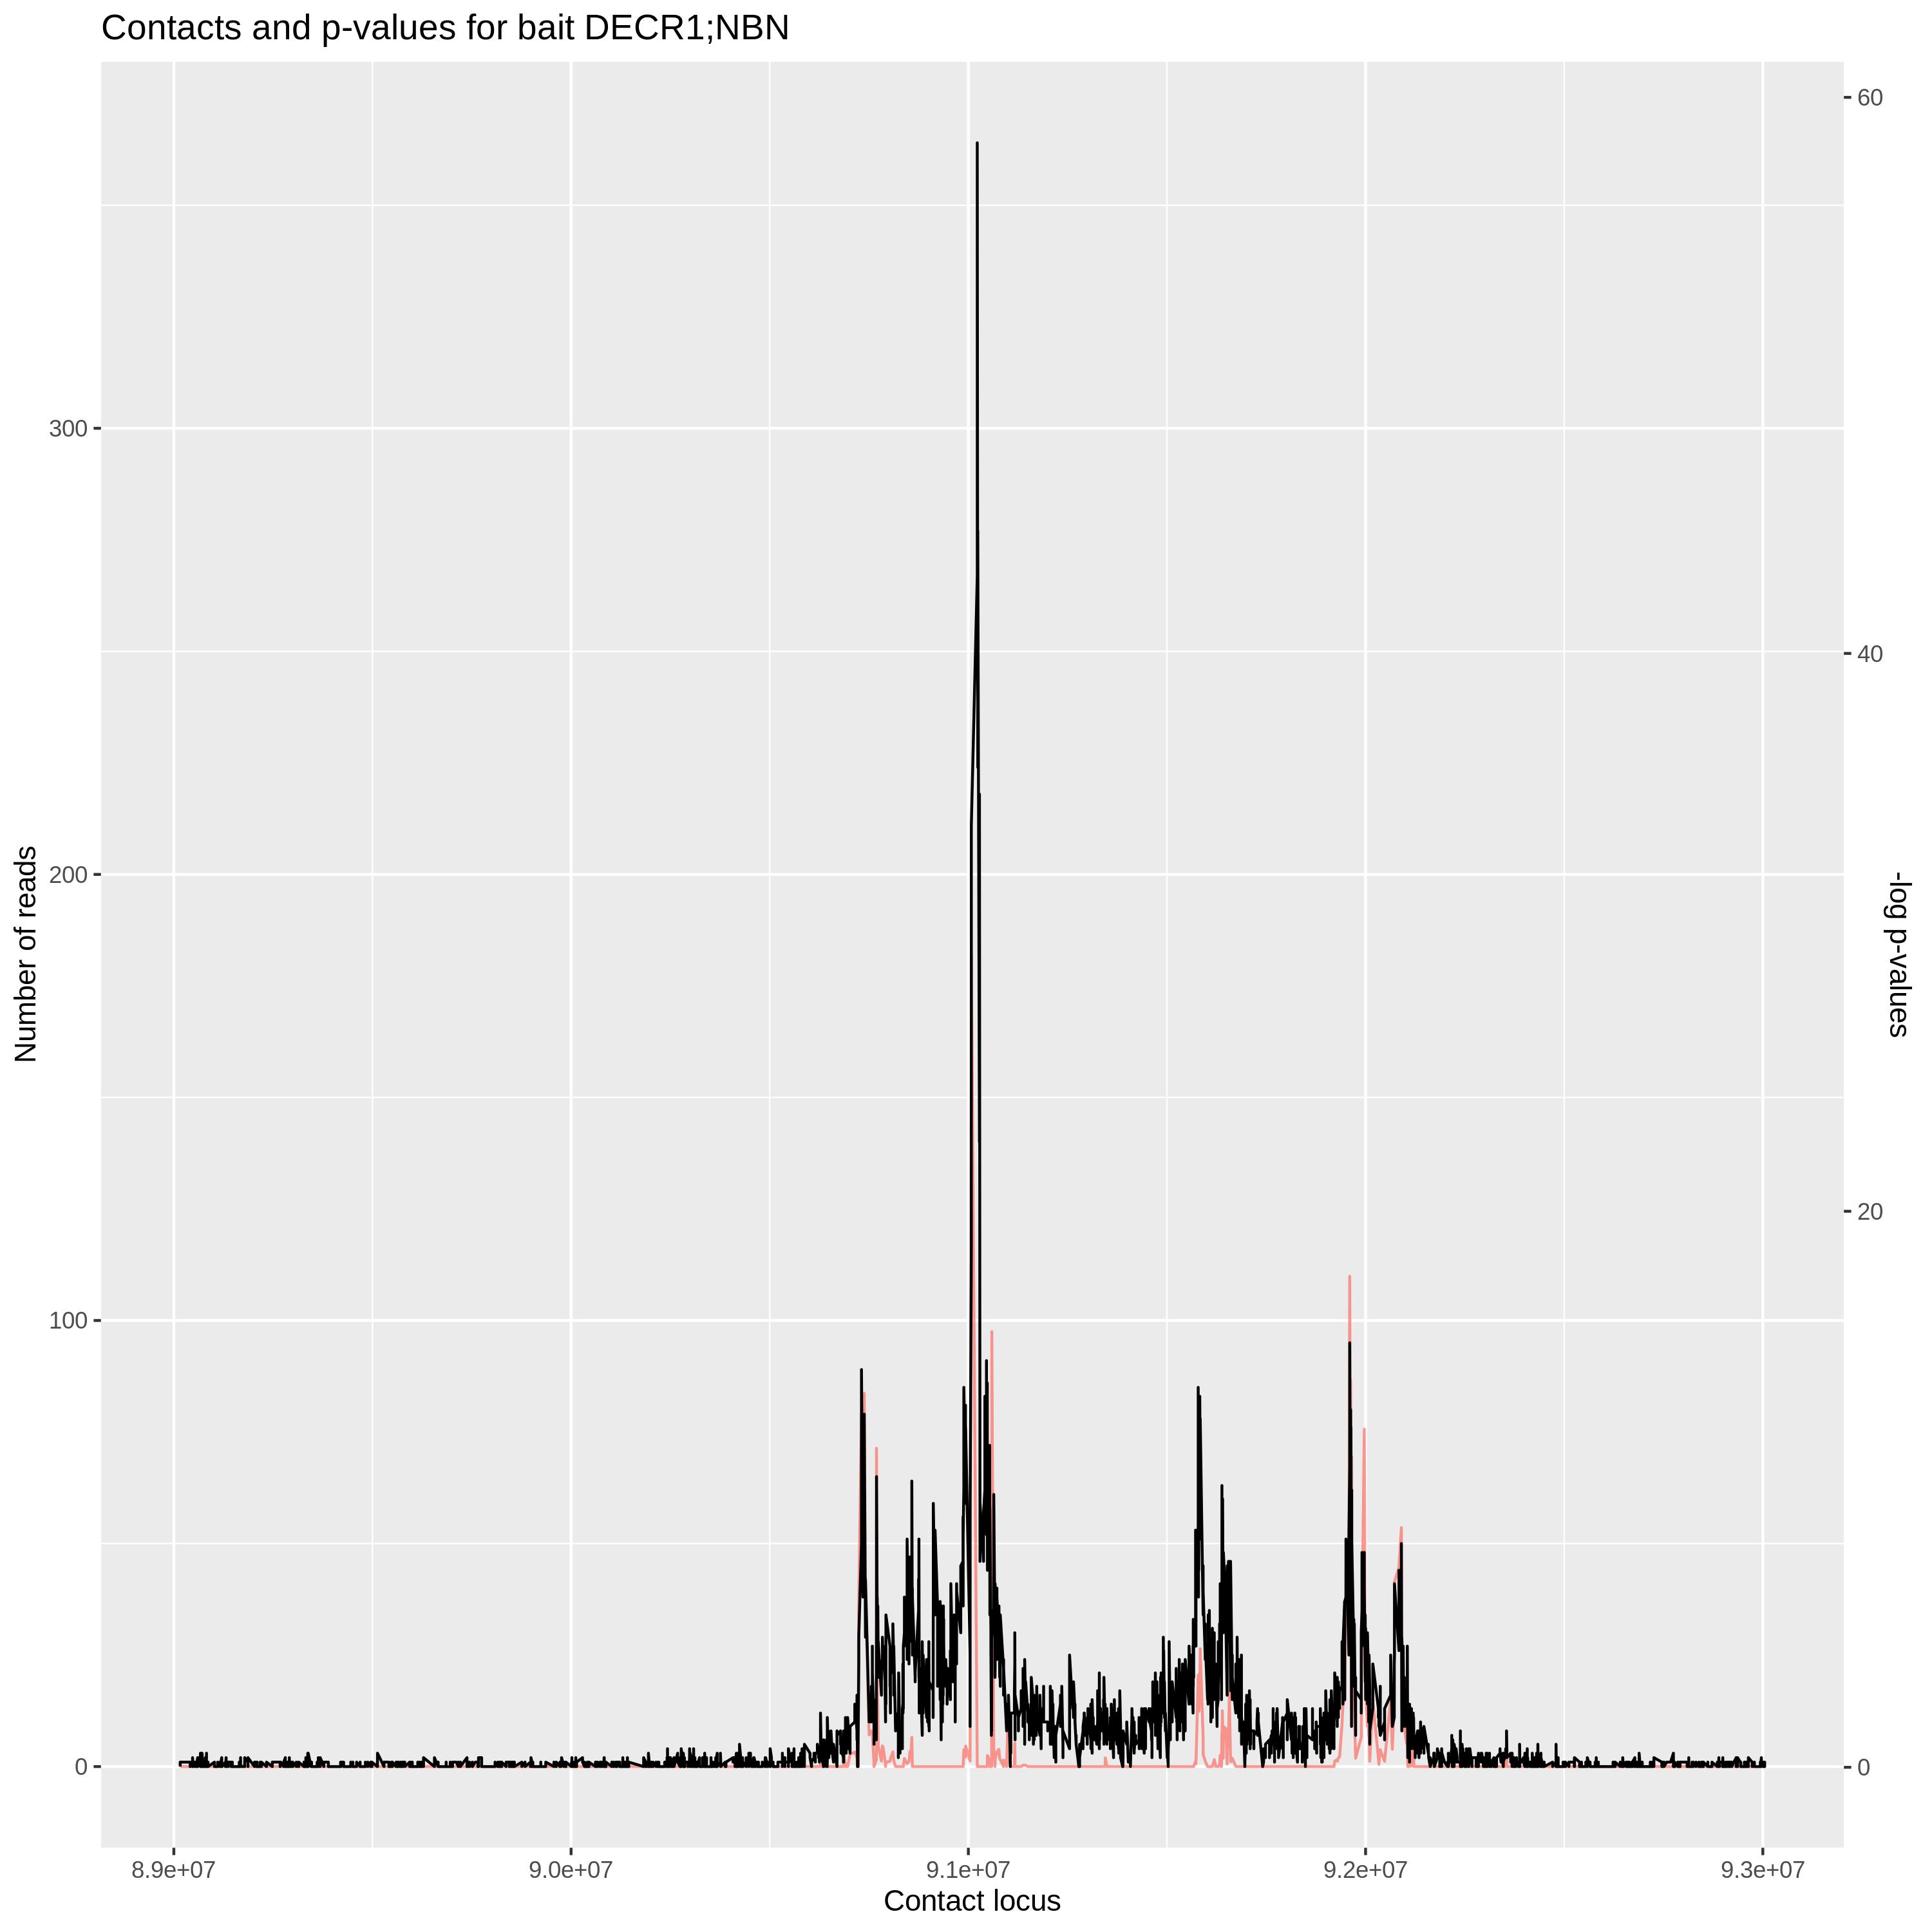 Contacts and p-values for bait DECR1;NBN
Number of reads
300
200
100
0
60
40
20
0
-log p-values
8.9e+07
9.0e+07
9.1e+07
9.2e+07
9.3e+07
Contact locus